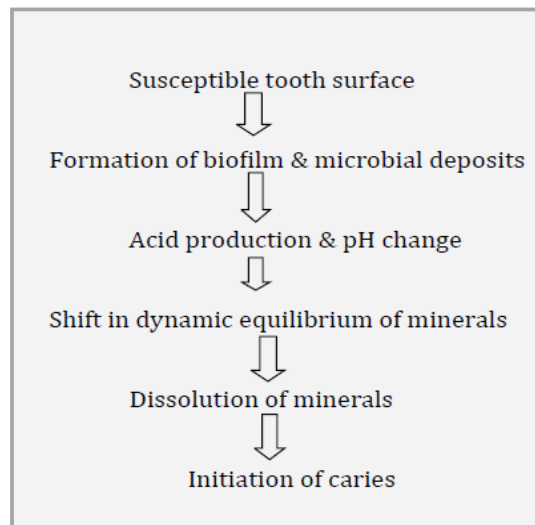 Susceptible tooth surface
Formation of biofilm & microbial deposits
Acid production & pH change
Shift in dynamic equilibrium of minerals
Dissolution of minerals
Initiation of caries